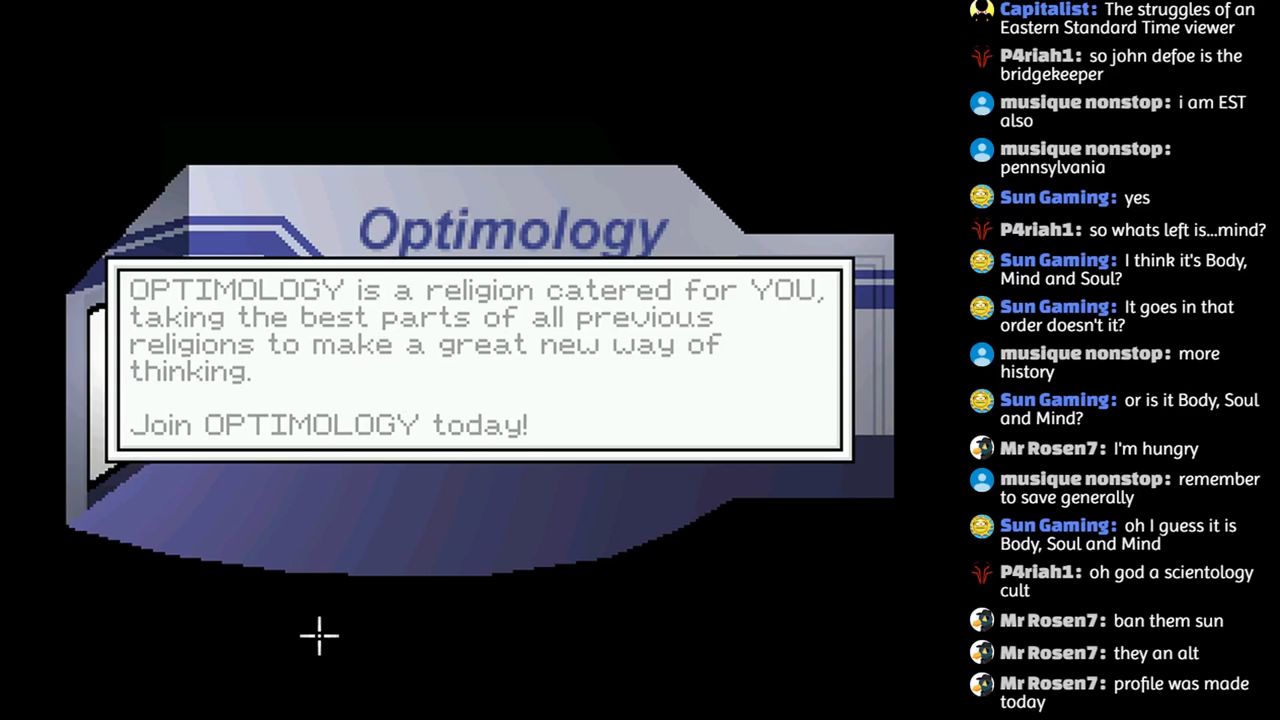 Optimology
OPTIMOLOGY is a religion catered for YOU,
taking the best parts of all previous
religions to make a great new way of
thinking.
Join OPTIMOLOGY today!
Capitalist: The struggles of an
Eastern Standard Time viewer
P4riah1: so john defoe is the
bridgekeeper
musique nonstop: i am EST
also
musique nonstop:
pennsylvania
Sun Gaming: yes
P4riah1: so whats left is...mind?
Sun Gaming: I think it's Body,
Mind and Soul?
Sun Gaming: It goes in that
order doesn't it?
musique nonstop: more
history
Sun Gaming: or is it Body, Soul
and Mind?
Mr Rosen7: I'm hungry
musique nonstop: remember
to save generally
Sun Gaming: oh I guess it is
Body, Soul and Mind
P4riah1: oh god a scientology
cult
Mr Rosen7: ban them sun
Mr Rosen7: they an alt
Mr Rosen7: profile was made
today